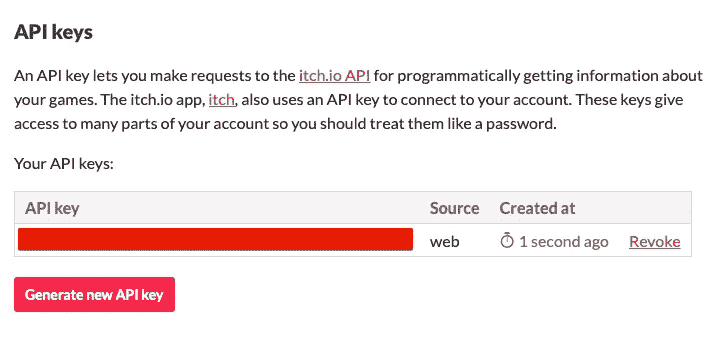 API keys
An API key lets you make requests to the itch.io API for programmatically getting information about
your games. The itch.io app, itch, also uses an API key to connect to your account. These keys give
access to many parts of your account so you should treat them like a password.
Your API keys:
API key Source Created at
web 1 second ago Revoke
Generate new API key